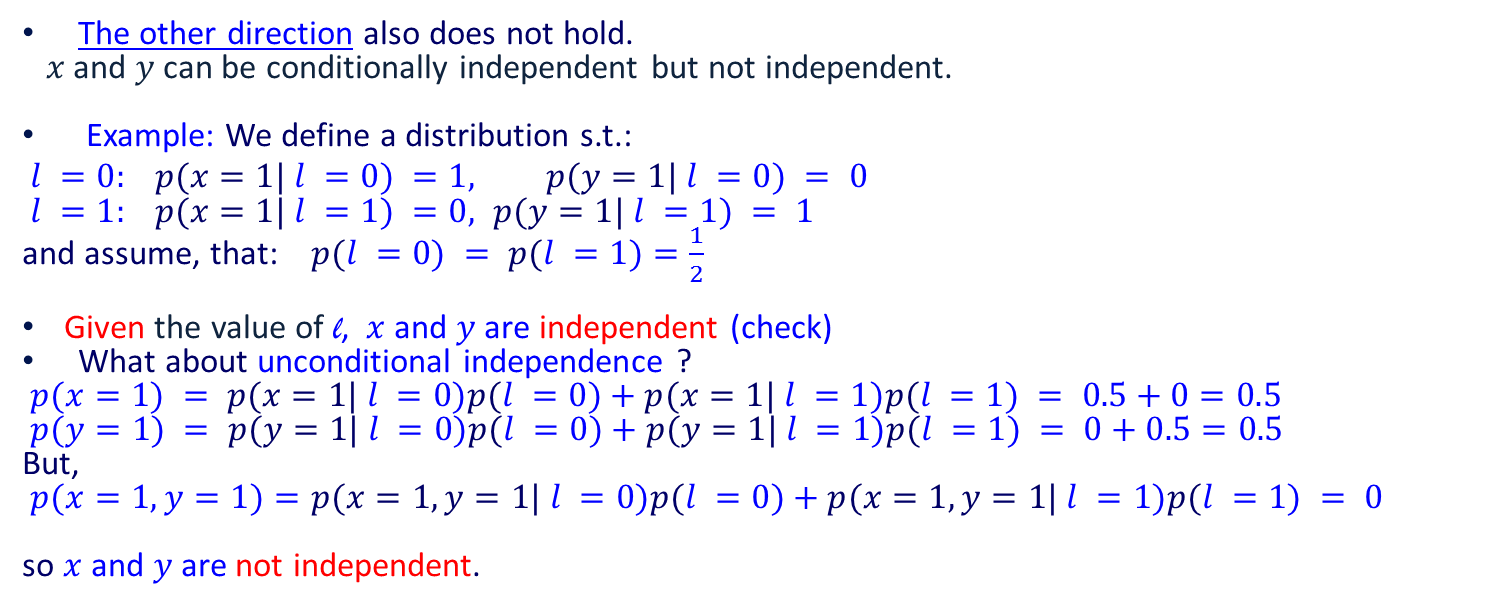 • The other direction also does not hold.
x and y can be conditionally independent but not independent.
• Example: We define a distribution s.t.:
l = 0: p(x = 1| l = 0) = 1, p(y = 1| l = 0) = 0
l = 1: p(x = 1| l = 1) = 0, p(y = 1| l = 1) = 1
and assume, that: p(l = 0) = p(l = 1) = 1/2
• Given the value of ℓ, x and y are independent (check)
• What about unconditional independence ?
p(x = 1) = p(x = 1| l = 0)p(l = 0) + p(x = 1| l = 1)p(l = 1) = 0.5 + 0 = 0.5
p(y = 1) = p(y = 1| l = 0)p(l = 0) + p(y = 1| l = 1)p(l = 1) = 0 + 0.5 = 0.5
But,
p(x = 1, y = 1) = p(x = 1, y = 1| l = 0)p(l = 0) + p(x = 1, y = 1| l = 1)p(l = 1) = 0
so x and y are not independent.